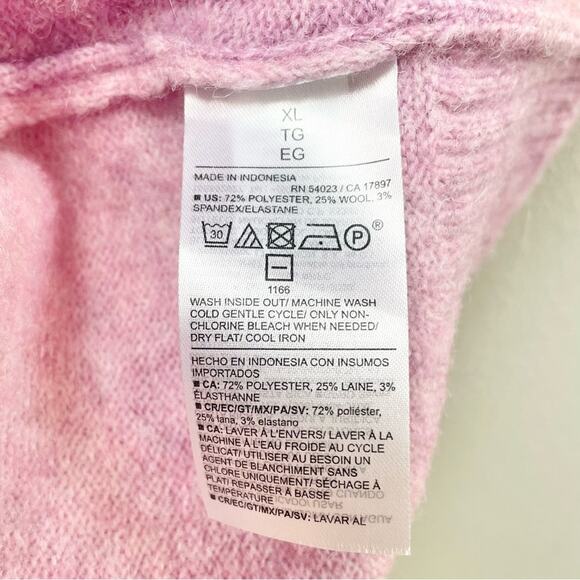 XL
TG
EG
MADE IN INDONESIA
RN 54023 / CA 17897
■ US: 72% POLYESTER, 25% WOOL, 3%
SPANDEX/ELASTANE
30 P ®
1166
WASH INSIDE OUT/ MACHINE WASH
COLD GENTLE CYCLE/ ONLY NON-
CHLORINE BLEACH WHEN NEEDED/
DRY FLAT/ COOL IRON
HECHO EN INDONESIA CON INSUMOS
IMPORTADOS
■ CA: 72% POLYESTER, 25% LAINE, 3%
ÉLASTHANNE
■ CR/EC/GT/MX/PA/SV: 72% poliéster,
25% lana, 3% elastano
■ CA: LAVER À L'ENVERS/ LAVER À LA
MACHINE À L'EAU FROIDE AU CYCLE
DÉLICAT/ UTILISER AU BESOIN UN
AGENT DE BLANCHIMENT SANS
CHLORE UNIQUEMENT/ SÉCHAGE À
PLAT/ REPASSER À BASSE
TEMPÉRATURE
■ CR/EC/GT/MX/PA/SV: LAVAR AL